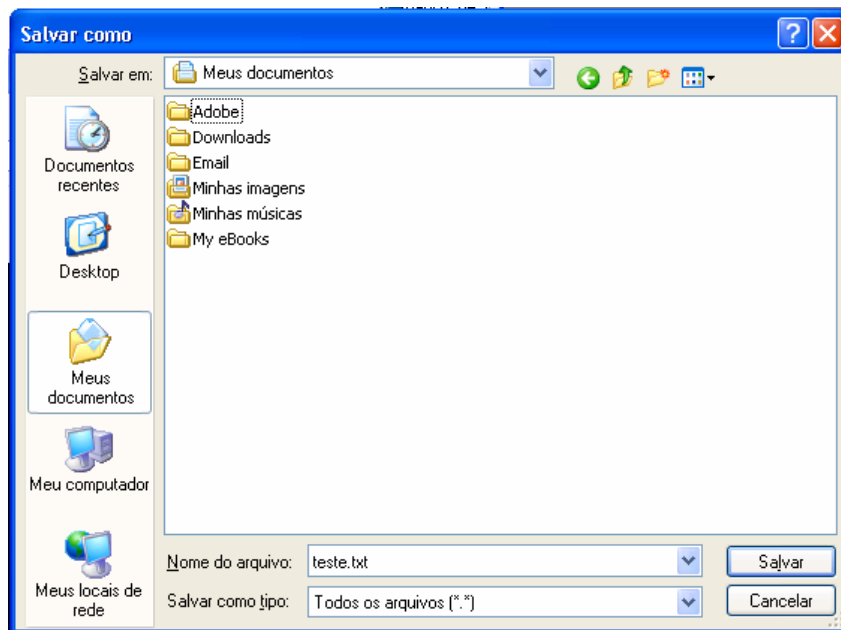 Salvar como
Salvar em:
Meus documentos
Adobe
Downloads
Email
Minhas imagens
Minhas músicas
My eBooks
Documentos
recentes
Desktop
Meus
documentos
Meu computador
Meus locais de
rede
Nome do arquivo:
teste.txt
Salvar
Salvar como tipo:
Todos os arquivos (*.*)
Cancelar